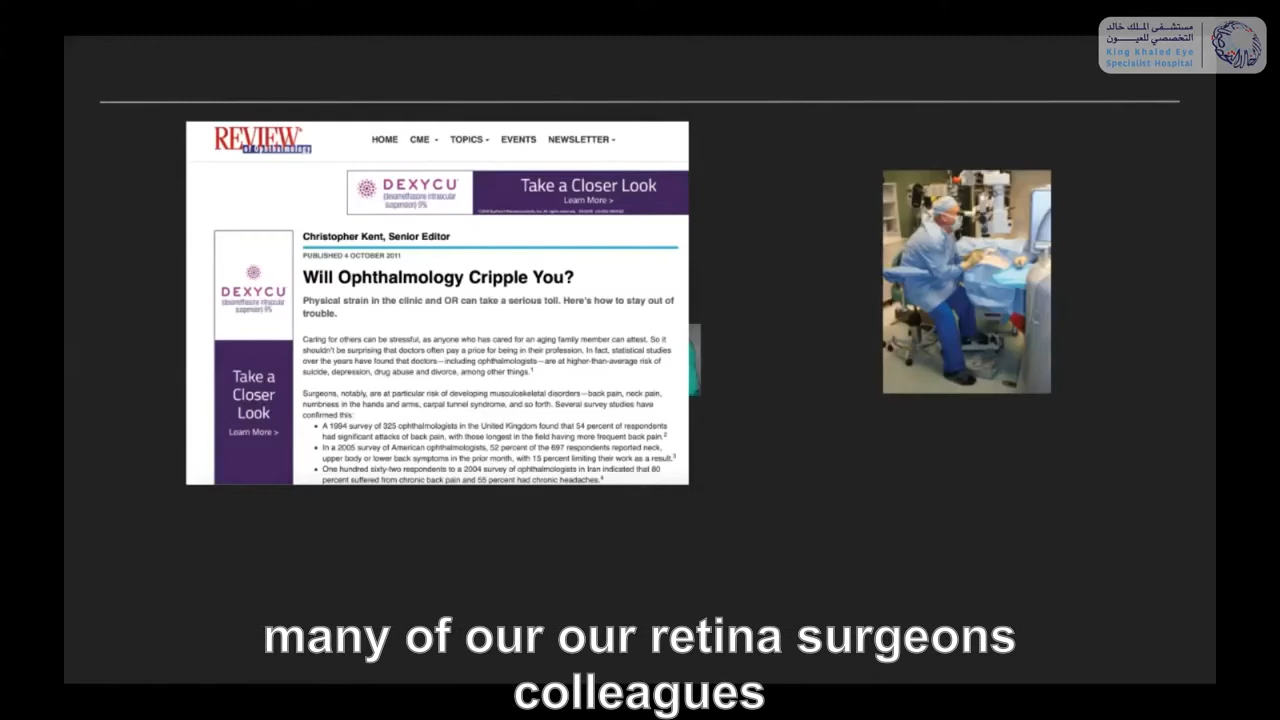 مستشفى الملك خالد
التخصصي للعيون
King Khaled Eye
Specialist Hospital
REVIEW
of Ophthalmology
HOME CME TOPICS EVENTS NEWSLETTER
DEXYCU
(dexamethasone intraocular
suspension) 9%
Take a Closer Look
Learn More >
Christopher Kent, Senior Editor
PUBLISHED 4 OCTOBER 2011
Will Ophthalmology Cripple You?
Physical strain in the clinic and OR can take a serious toll. Here's how to stay out of
trouble.
DEXYCU
(dexamethasone intraocular
suspension) 9%
Take a
Closer
Look
Learn More >
Caring for others can be stressful, as anyone who has cared for an aging family member can attest. So it
shouldn't be surprising that doctors often pay a price for being in their profession. In fact, statistical studies
over the years have found that doctors—including ophthalmologists—are at higher-than-average risk of
suicide, depression, drug abuse and divorce, among other things.1
Surgeons, notably, are at particular risk of developing musculoskeletal disorders—back pain, neck pain,
numbness in the hands and arms, carpal tunnel syndrome, and so forth. Several survey studies have
confirmed this:
• A 1994 survey of 325 ophthalmologists in the United Kingdom found that 54 percent of respondents
had significant attacks of back pain, with those longest in the field having more frequent back pain.2
• In a 2005 survey of American ophthalmologists, 52 percent of the 697 respondents reported neck,
upper body or lower back symptoms in the prior month, with 15 percent limiting their work as a result.3
• One hundred sixty-two respondents to a 2004 survey of ophthalmologists in Iran indicated that 80
percent suffered from chronic back pain and 55 percent had chronic headaches.4
many of our our retina surgeons
colleagues